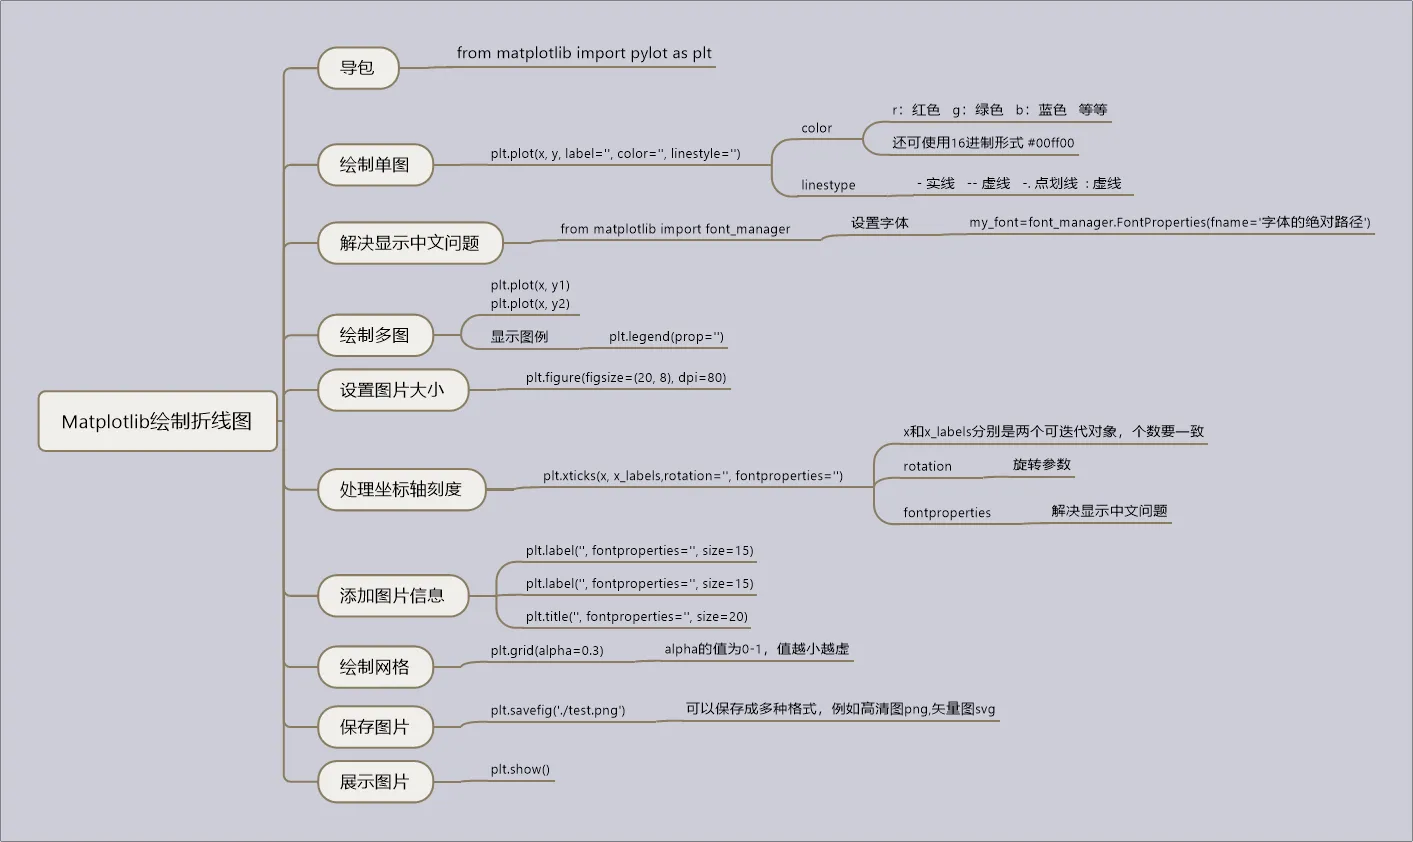 Matplotlib绘制折线图
导包
from matplotlib import pylot as plt
绘制单图
plt.plot(x, y, label='', color='', linestyle='')
color
r：红色 g：绿色 b：蓝色 等等
还可使用16进制形式 #00ff00
linestype
- 实线 -- 虚线 -. 点划线 : 虚线
解决显示中文问题
from matplotlib import font_manager
设置字体
my_font=font_manager.FontProperties(fname='字体的绝对路径')
绘制多图
plt.plot(x, y1)
plt.plot(x, y2)
显示图例
plt.legend(prop='')
设置图片大小
plt.figure(figsize=(20, 8), dpi=80)
处理坐标轴刻度
plt.xticks(x, x_labels,rotation='', fontproperties='')
x和x_labels分别是两个可迭代对象，个数要一致
rotation
旋转参数
fontproperties
解决显示中文问题
添加图片信息
plt.label('', fontproperties='', size=15)
plt.label('', fontproperties='', size=15)
plt.title('', fontproperties='', size=20)
绘制网格
plt.grid(alpha=0.3)
alpha的值为0-1，值越小越虚
保存图片
plt.savefig('./test.png')
可以保存成多种格式，例如高清图png,矢量图svg
展示图片
plt.show()